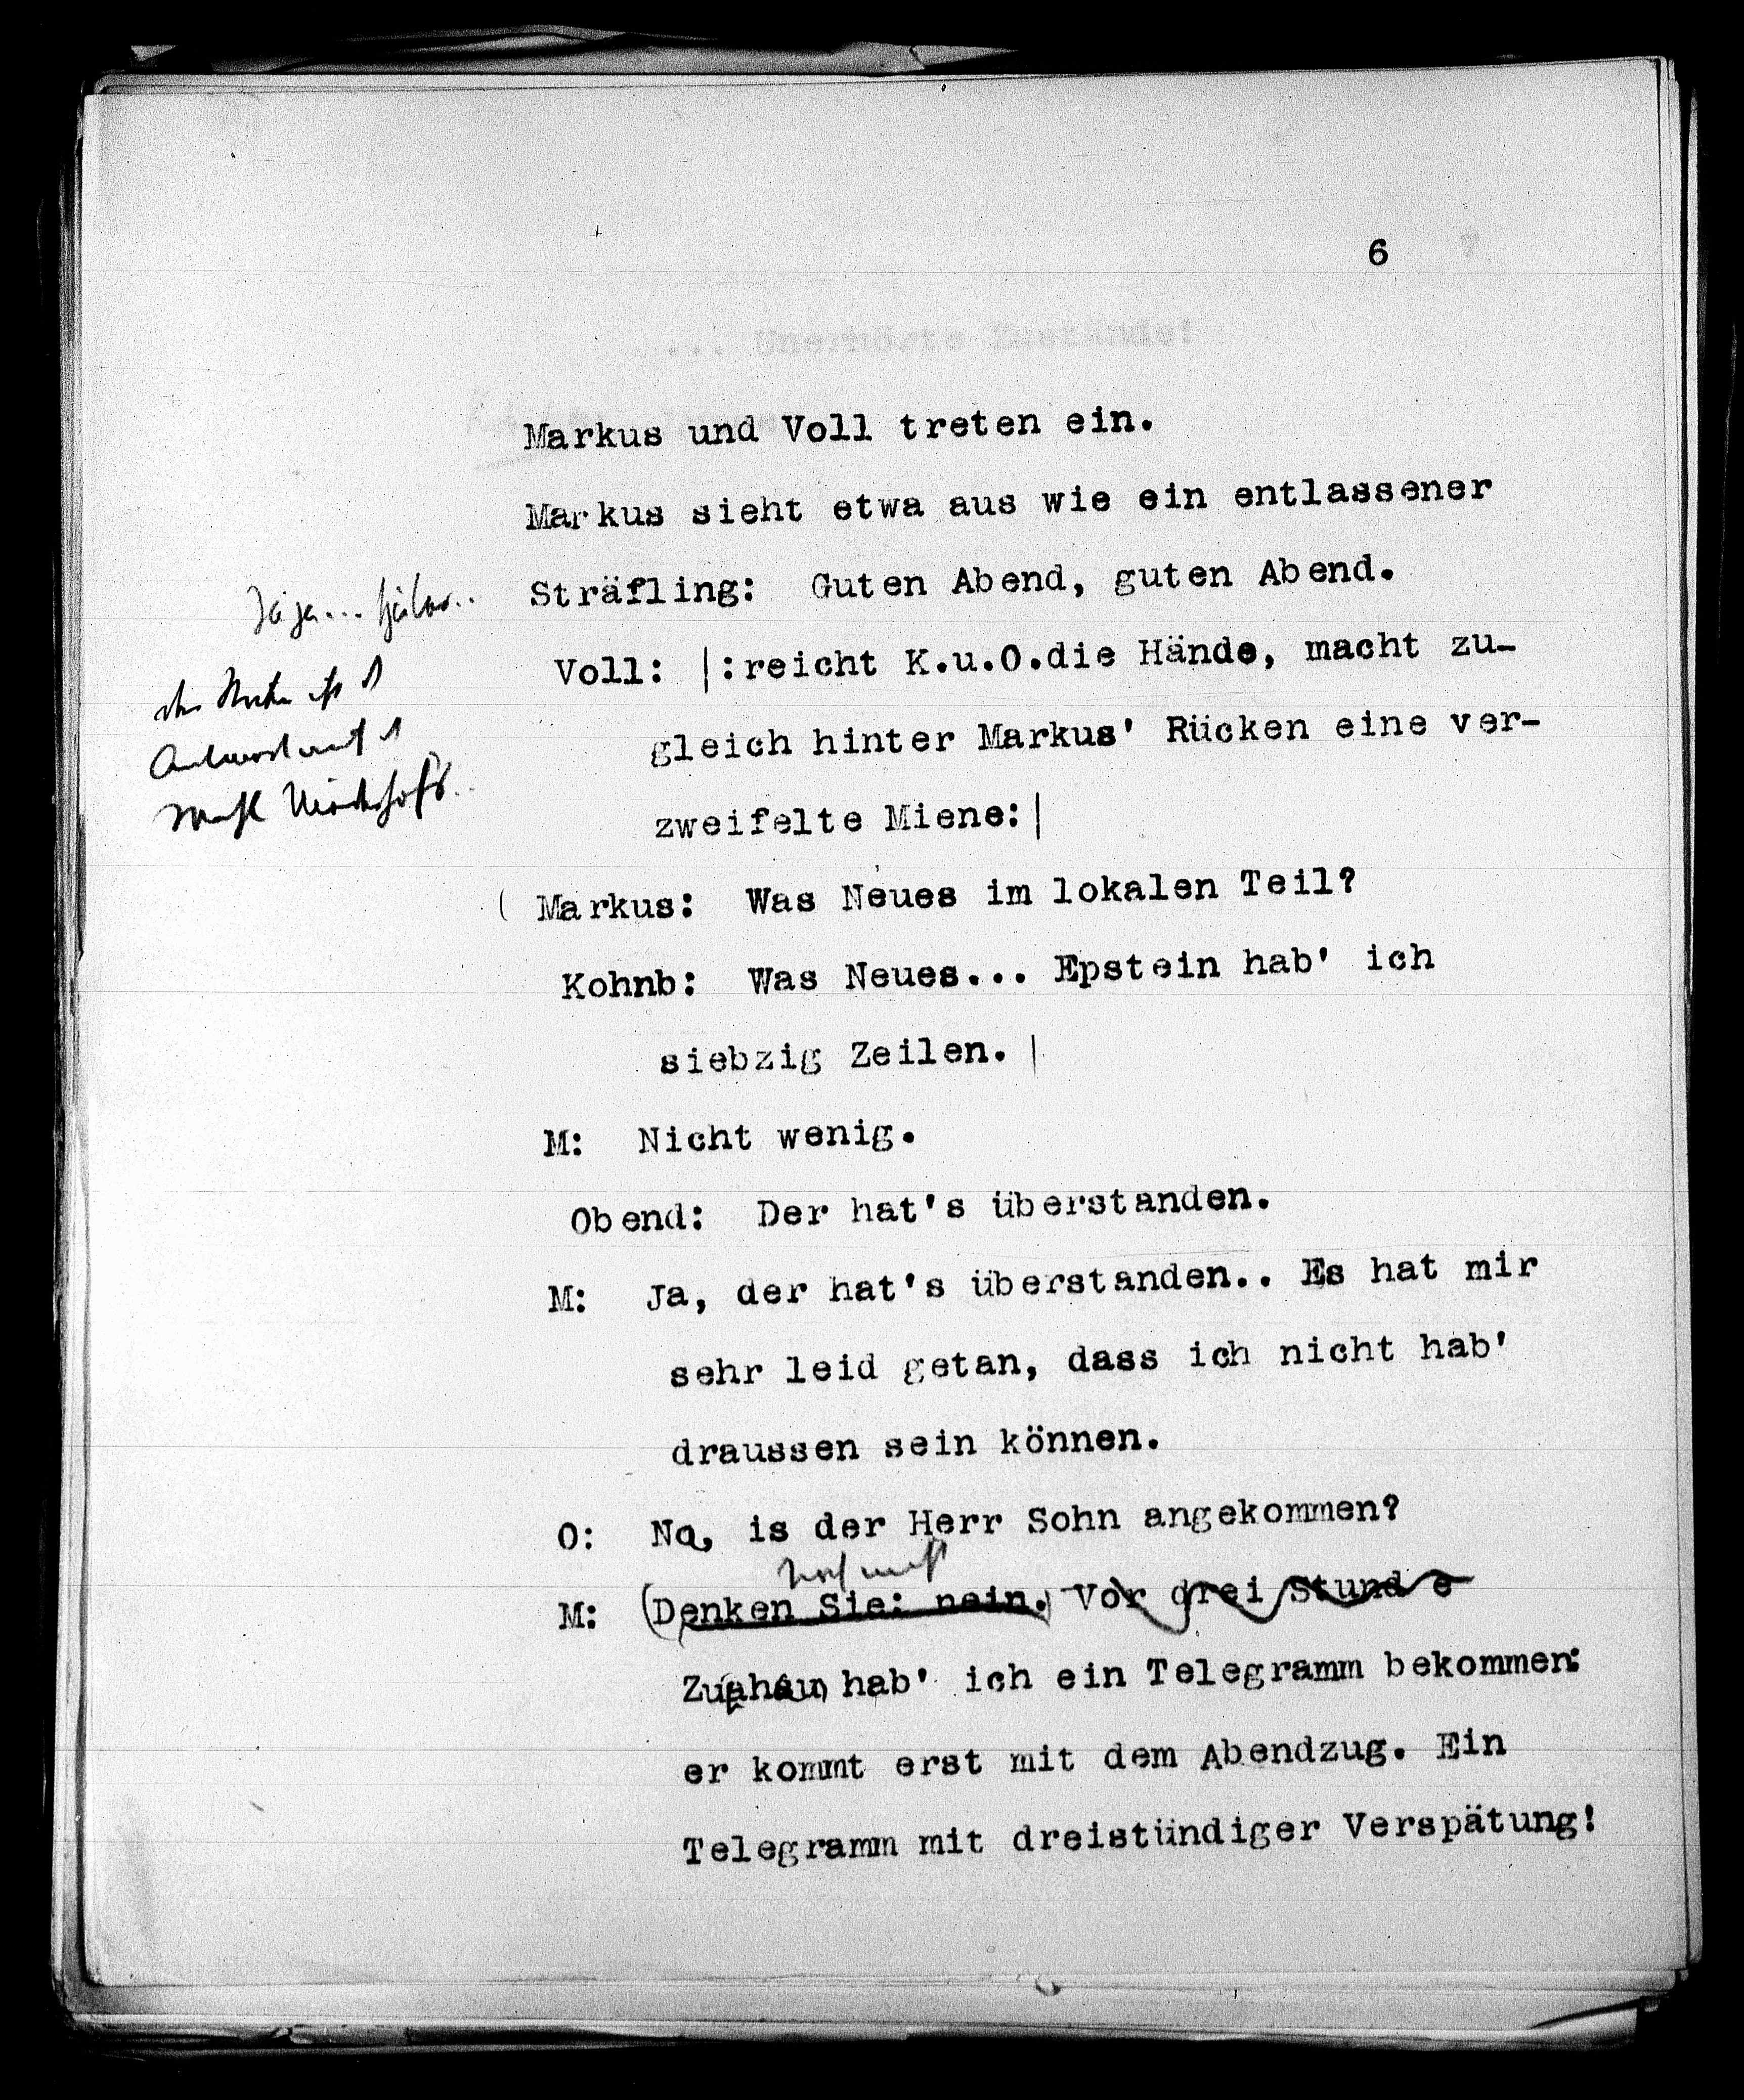 6
Markus und Voll treten ein.
Markus sieht etwa aus wie ein entlassener
Sträfling: Guten Abend, guten Abend.
Ja ja...
Voll: |:reicht K.u.O.die Hände, macht zu-
gleich hinter Markus' Rücken eine ver-
zweifelte Miene:|
( Markus: Was Neues im lokalen Teil?
Kohnb: Was Neues... Epstein hab' ich
siebzig Zeilen. |
M: Nicht wenig.
Obend: Der hat's überstanden.
M: Ja, der hat's überstanden.. Es hat mir
sehr leid getan, dass ich nicht hab'
draussen sein können.
O: Na, is der Herr Sohn angekommen?
noch nicht
M: (Denken Sie: nein.) Vor drei Stund e
hab' ich ein Telegramm bekommen:
er kommt erst mit dem Abendzug. Ein
Telegramm mit dreistündiger Verspätung!